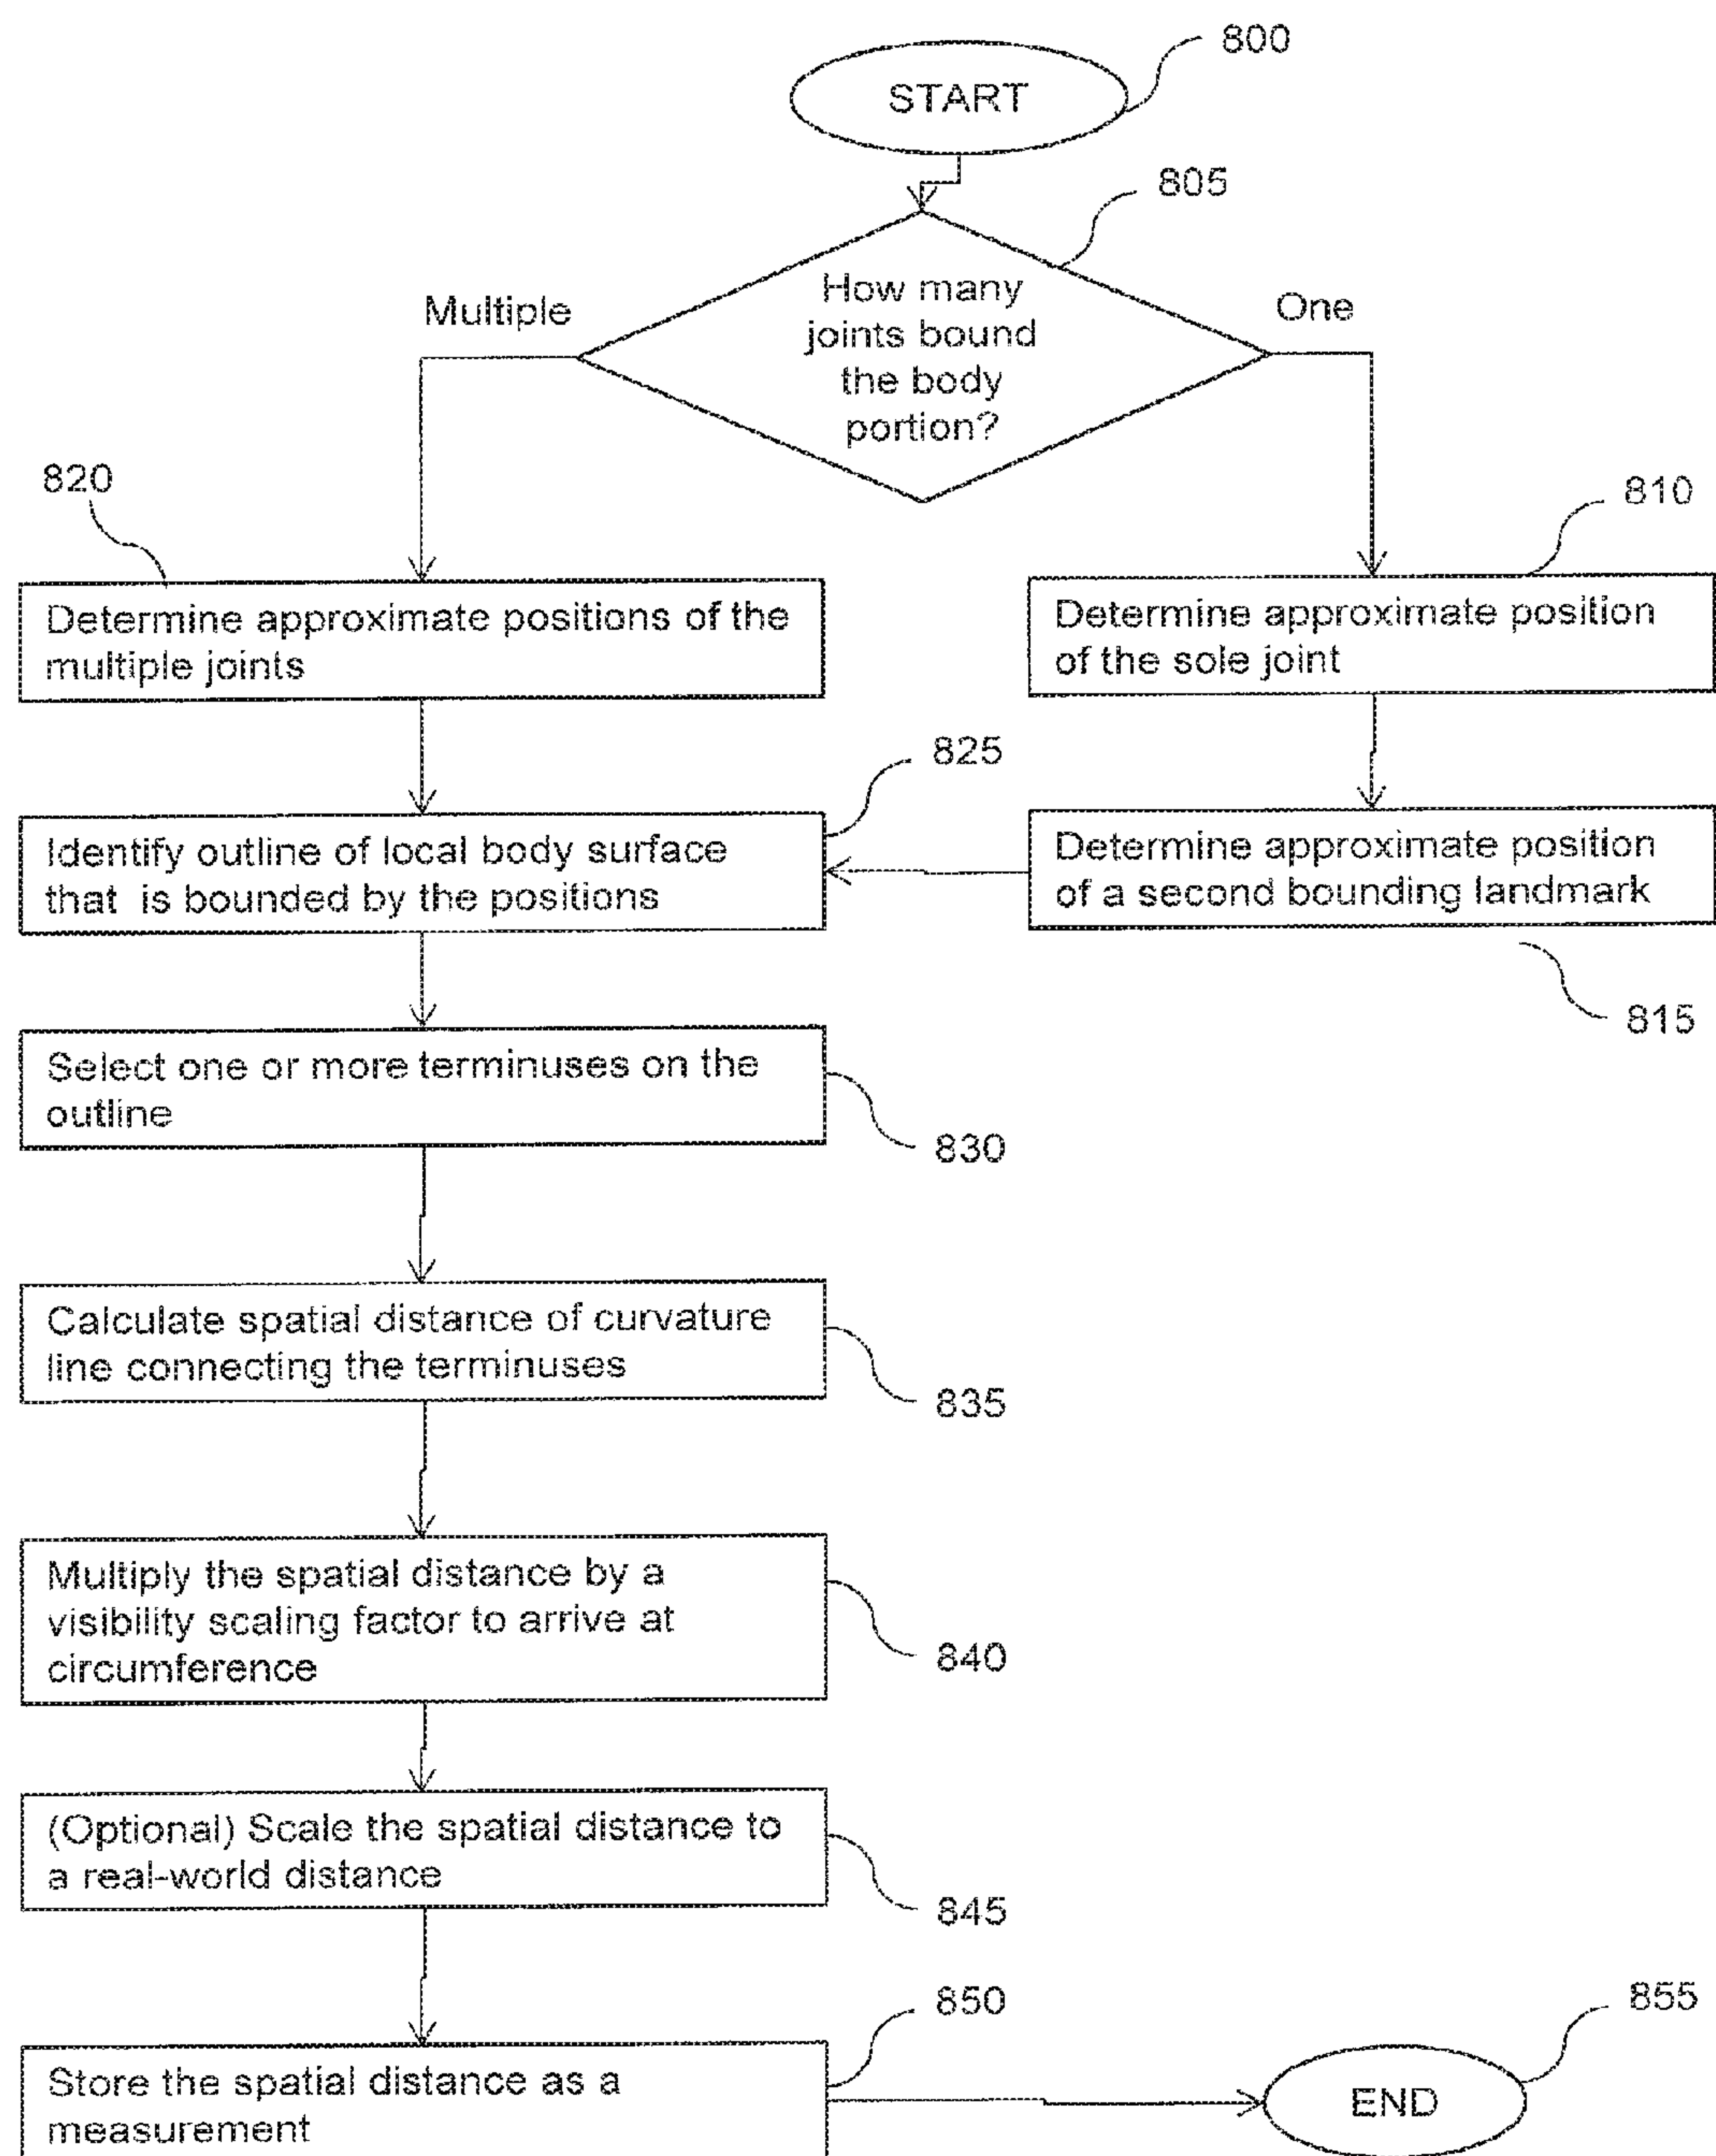 800
START
805
How many
joints bound
the body
portion?
Multiple
One
820
810
Determine approximate positions of the
multiple joints
Determine approximate position
of the sole joint
825
Identify outline of local body surface
that is bounded by the positions
Determine approximate position
of a second bounding landmark
815
Select one or more terminuses on the
outline
830
Calculate spatial distance of curvature
line connecting the terminuses
835
Multiply the spatial distance by a
visibility scaling factor to arrive at
circumference
840
(Optional) Scale the spatial distance to
a real-world distance
845
850
855
Store the spatial distance as a
measurement
END